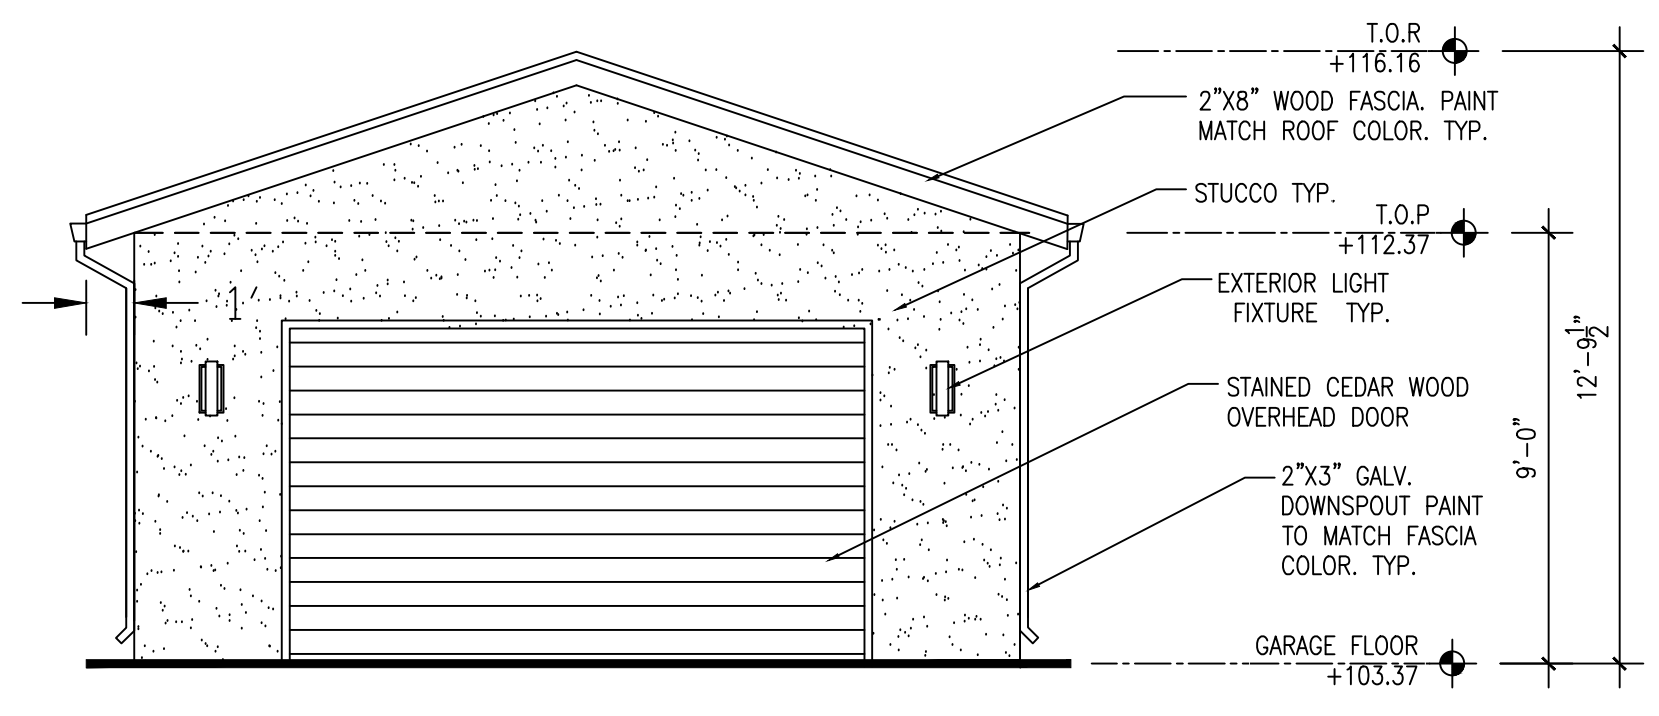 T.O.R
+116.16
2"X8" WOOD FASCIA. PAINT
MATCH ROOF COLOR. TYP.
STUCCO TYP.
T.O.P
+112.37
EXTERIOR LIGHT
FIXTURE TYP.
1'
12'-9 1/2"
STAINED CEDAR WOOD
OVERHEAD DOOR
9'-0"
2"X3" GALV.
DOWNSPOUT PAINT
TO MATCH FASCIA
COLOR. TYP.
GARAGE FLOOR
+103.37